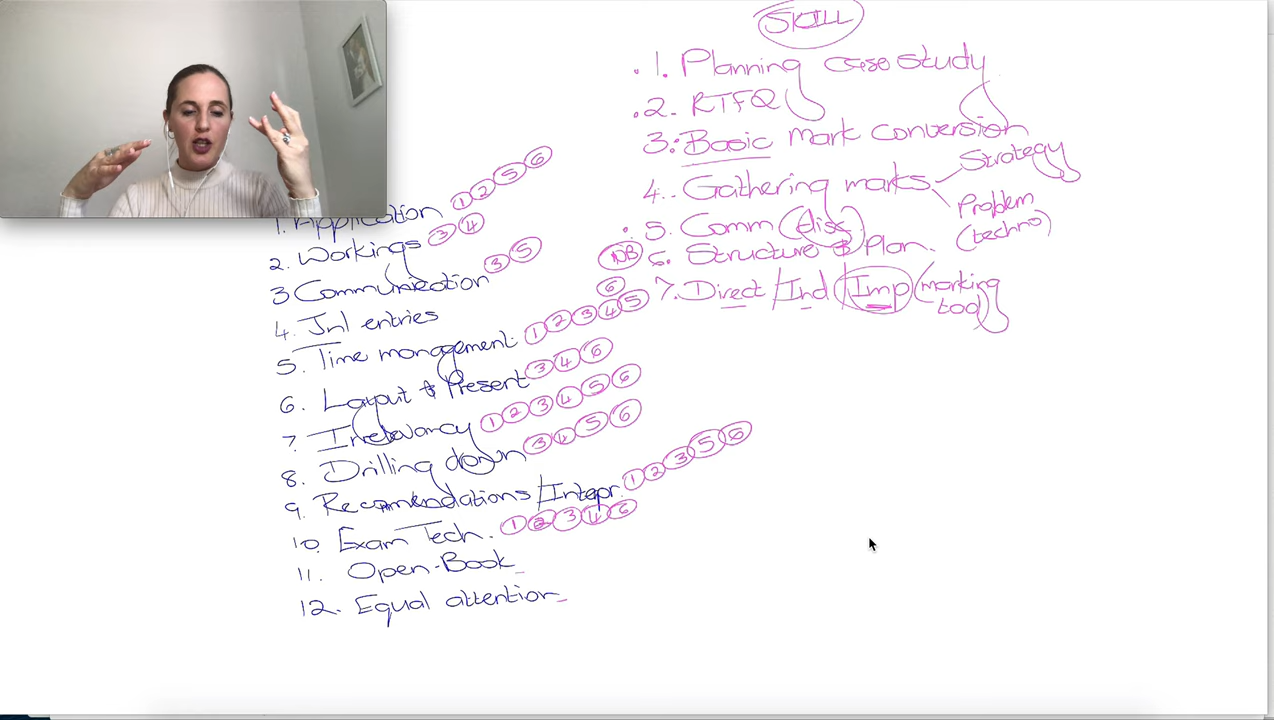 SKILL
1. Planning case study
2. RTFQ
3. Basic mark conversion
4. Gathering marks
Strategy
Problem
(techno)
5. Comm (disc)
NB 6. Structure & Plan.
7. Direct / Ind / Imp (marking
tool)
1. Application 1 2 5 6
2. Workings 3 4
3 Communication 3 5
4. Jnl entries
5. Time management 1 2 3 4 5 6
6. Layout & Present 3 4 6
7. Irrelevancy 1 2 3 4 5 6
8. Drilling down 3 4 5 6
9. Recomendations / Intepr. 1 2 3 5 6
10. Exam Tech. 1 2 3 4 6
11. Open-Book
12. Equal attention